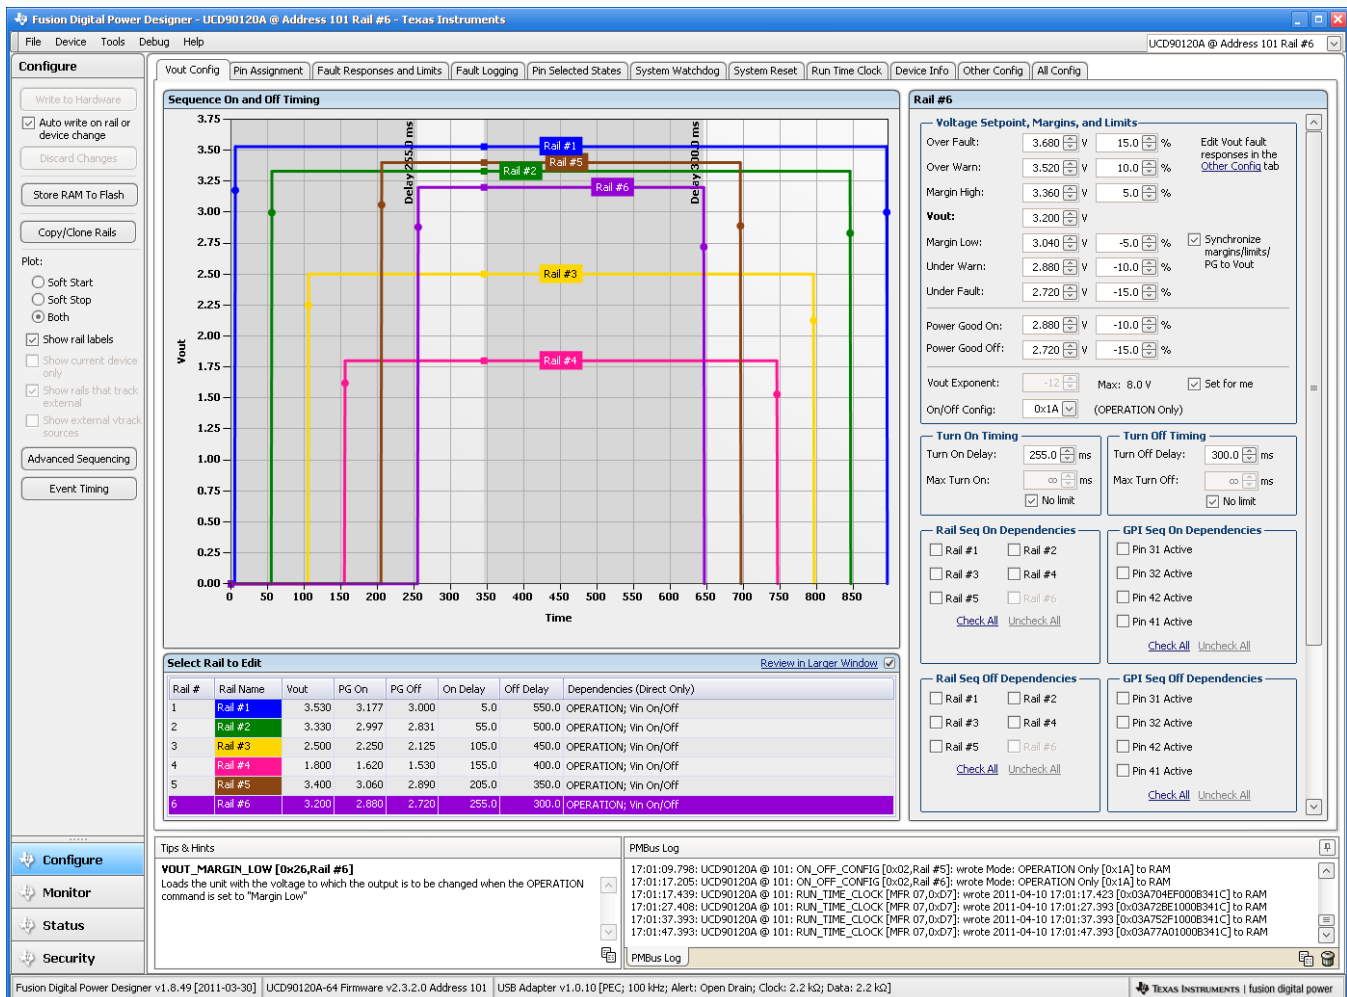 Fusion Digital Power Designer - UCD90120A @ Address 101 Rail #6 - Texas Instruments
File Device Tools Debug Help
UCD90120A @ Address 101 Rail #6
Configure
Write to Hardware
Auto write on rail or
device change
Discard Changes
Store RAM To Flash
Copy/Clone Rails
Plot:
Soft Start
Soft Stop
Both
Show rail labels
Show current device
only
Show rails that track
external
Show external vtrack
sources
Advanced Sequencing
Event Timing
Vout Config Pin Assignment Fault Responses and Limits Fault Logging Pin Selected States System Watchdog System Reset Run Time Clock Device Info Other Config All Config
Sequence On and Off Timing
3.75
3.50
3.25
3.00
2.75
2.50
2.25
2.00
1.75
1.50
1.25
1.00
0.75
0.50
0.25
0.00
Vout
Delay 255.0 ms
Delay 300.0 ms
Rail #1
Rail #5
Rail #2
Rail #6
Rail #3
Rail #4
0 50 100 150 200 250 300 350 400 450 500 550 600 650 700 750 800 850
Time
Select Rail to Edit
Review in Larger Window
Rail # Rail Name Vout PG On PG Off On Delay Off Delay Dependencies (Direct Only)
1 Rail #1 3.530 3.177 3.000 5.0 550.0 OPERATION; Vin On/Off
2 Rail #2 3.330 2.997 2.831 55.0 500.0 OPERATION; Vin On/Off
3 Rail #3 2.500 2.250 2.125 105.0 450.0 OPERATION; Vin On/Off
4 Rail #4 1.800 1.620 1.530 155.0 400.0 OPERATION; Vin On/Off
5 Rail #5 3.400 3.060 2.890 205.0 350.0 OPERATION; Vin On/Off
6 Rail #6 3.200 2.880 2.720 255.0 300.0 OPERATION; Vin On/Off
Rail #6
Voltage Setpoint, Margins, and Limits
Over Fault: 3.680 V 15.0 %
Over Warn: 3.520 V 10.0 %
Margin High: 3.360 V 5.0 %
Edit Vout fault
responses in the
Other Config tab
Vout: 3.200 V
Margin Low: 3.040 V -5.0 %
Under Warn: 2.880 V -10.0 %
Under Fault: 2.720 V -15.0 %
Synchronize
margins/limits/
PG to Vout
Power Good On: 2.880 V -10.0 %
Power Good Off: 2.720 V -15.0 %
Vout Exponent: -12 Max: 8.0 V Set for me
On/Off Config: 0x1A (OPERATION Only)
Turn On Timing
Turn On Delay: 255.0 ms
Max Turn On: ∞ ms
No limit
Turn Off Timing
Turn Off Delay: 300.0 ms
Max Turn Off: ∞ ms
No limit
Rail Seq On Dependencies
Rail #1 Rail #2
Rail #3 Rail #4
Rail #5 Rail #6
Check All Uncheck All
GPI Seq On Dependencies
Pin 31 Active
Pin 32 Active
Pin 42 Active
Pin 41 Active
Check All Uncheck All
Rail Seq Off Dependencies
Rail #1 Rail #2
Rail #3 Rail #4
Rail #5 Rail #6
Check All Uncheck All
GPI Seq Off Dependencies
Pin 31 Active
Pin 32 Active
Pin 42 Active
Pin 41 Active
Check All Uncheck All
Configure
Monitor
Status
Security
Tips & Hints
VOUT_MARGIN_LOW [0x26,Rail #6]
Loads the unit with the voltage to which the output is to be changed when the OPERATION
command is set to "Margin Low"
PMBus Log
17:01:09.798: UCD90120A @ 101: ON_OFF_CONFIG [0x02,Rail #5]: wrote Mode: OPERATION Only [0x1A] to RAM
17:01:17.205: UCD90120A @ 101: ON_OFF_CONFIG [0x02,Rail #6]: wrote Mode: OPERATION Only [0x1A] to RAM
17:01:17.439: UCD90120A @ 101: RUN_TIME_CLOCK [MFR 07,0xD7]: wrote 2011-04-10 17:01:17.423 [0x03A704EF000B341C] to RAM
17:01:27.408: UCD90120A @ 101: RUN_TIME_CLOCK [MFR 07,0xD7]: wrote 2011-04-10 17:01:27.393 [0x03A72BE1000B341C] to RAM
17:01:37.393: UCD90120A @ 101: RUN_TIME_CLOCK [MFR 07,0xD7]: wrote 2011-04-10 17:01:37.393 [0x03A752F1000B341C] to RAM
17:01:47.393: UCD90120A @ 101: RUN_TIME_CLOCK [MFR 07,0xD7]: wrote 2011-04-10 17:01:47.393 [0x03A77A01000B341C] to RAM
PMBus Log
Fusion Digital Power Designer v1.8.49 [2011-03-30] UCD90120A-64 Firmware v2.3.2.0 Address 101 USB Adapter v1.0.10 [PEC; 100 kHz; Alert: Open Drain; Clock: 2.2 kΩ; Data: 2.2 kΩ] TEXAS INSTRUMENTS | fusion digital power